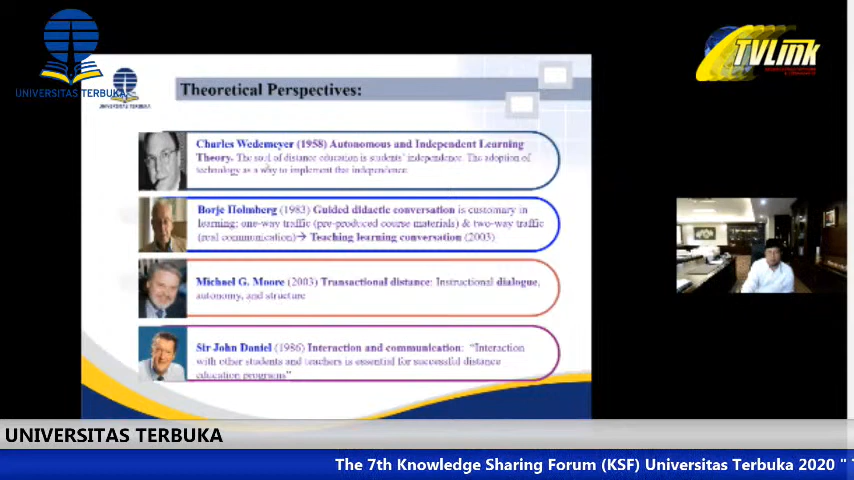 UNIVERSITAS TERBUKA
TVLink
Theoretical Perspectives:
Charles Wedemeyer (1958) Autonomous and Independent Learning
Theory. The soal of distance education is students' independence. The adoption of
technology as a way to implement that independence
Borje Holmberg (1983) Guided didactic conversation is customary in
learning: one-way traffic (pre-produced course materials) & two-way traffic
(real communication)→ Teaching learning conversation (2003)
Michael G. Moore (2003) Transactional distance: Instructional dialogue,
autonomy, and structure
Sir John Daniel (1986) Interaction and communication: "Interaction
with other students and teachers is essential for successful distance
education programs"
UNIVERSITAS TERBUKA
The 7th Knowledge Sharing Forum (KSF) Universitas Terbuka 2020 "